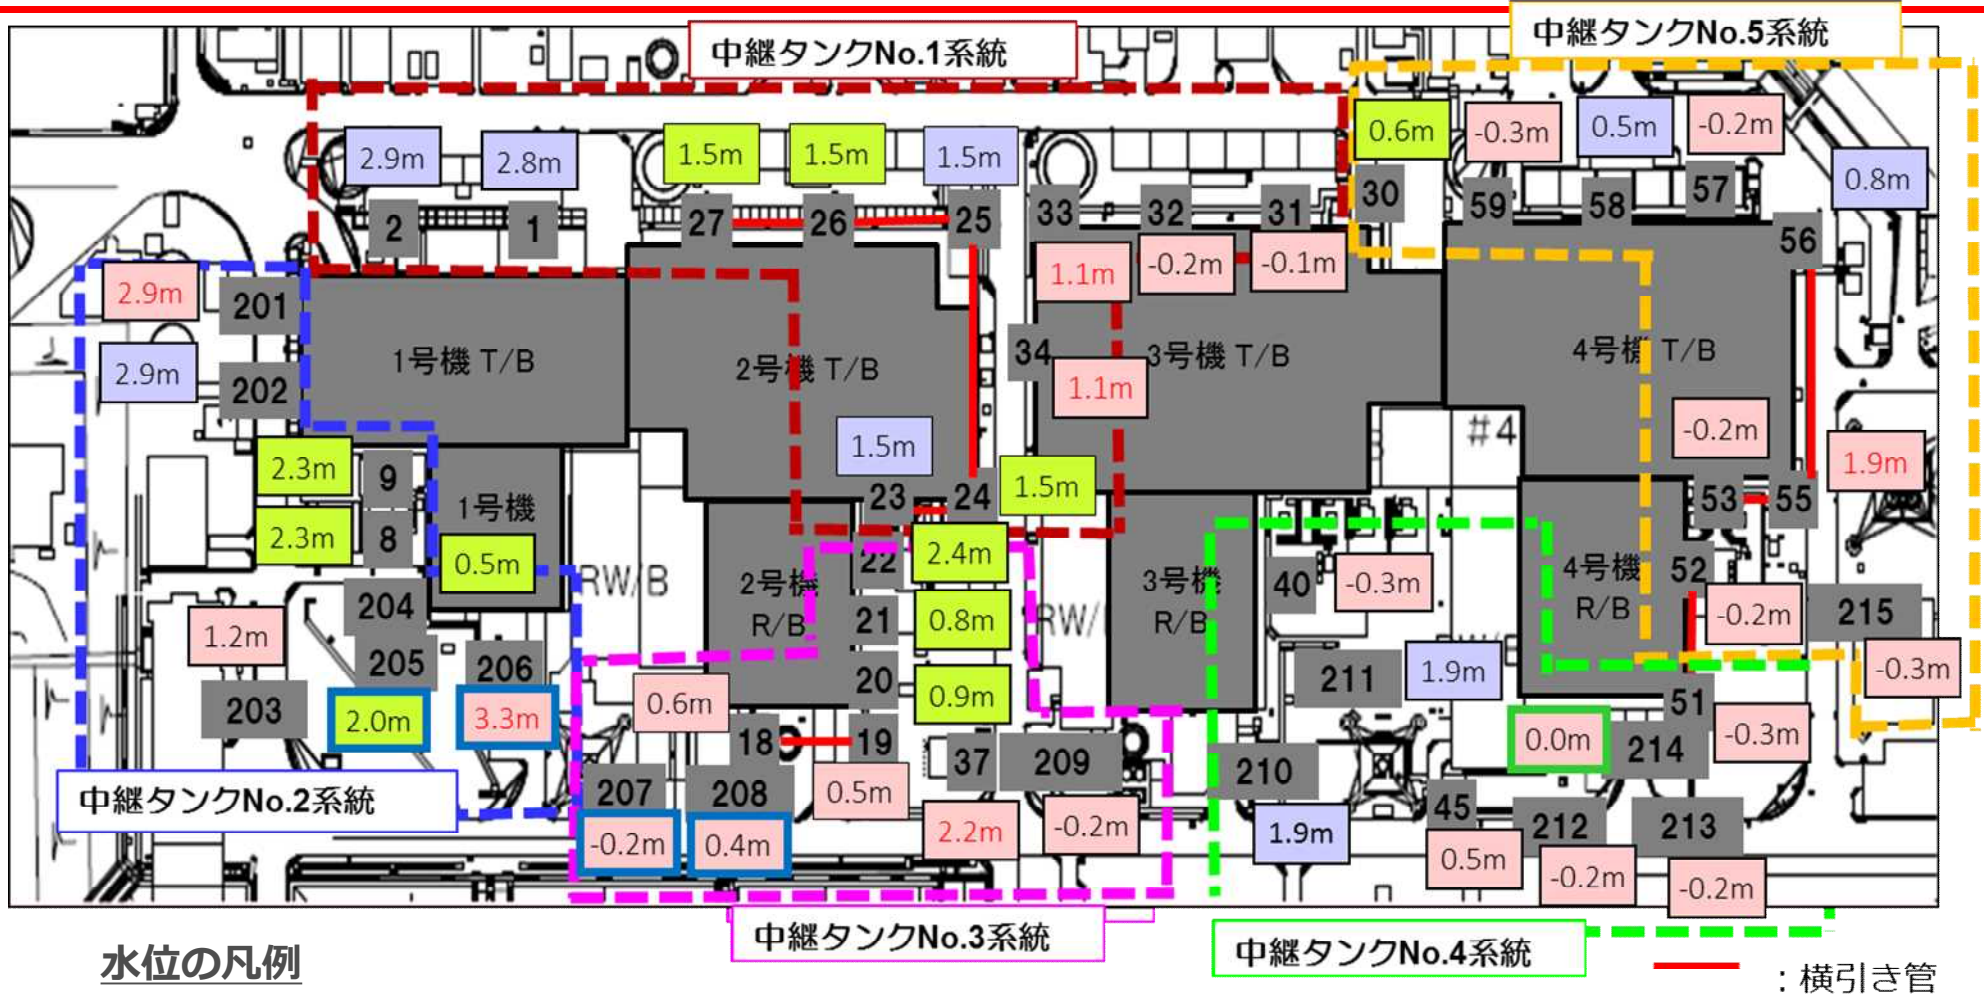 中継タンクNo.1系統
中継タンクNo.5系統
0.6m
-0.3m
0.5m
-0.2m
2.9m
2.8m
1.5m
1.5m
1.5m
0.8m
2
1
27
26
25
33
32
31
30
59
58
57
56
2.9m
201
1.1m
-0.2m
-0.1m
2.9m
202
1号機 T/B
2号機 T/B
34
3号機 T/B
4号機 T/B
1.1m
1.5m
#4
-0.2m
1.9m
2.3m
9
1号機
23
24
1.5m
53
55
2.3m
8
0.5m
RW/B
2号機
R/B
22
2.4m
3号機
R/B
40
-0.3m
4号機
R/B
52
-0.2m
215
204
1.2m
205
206
21
0.8m
RW/
211
1.9m
-0.3m
203
2.0m
3.3m
0.6m
20
0.9m
51
18
19
37
209
210
0.0m
214
-0.3m
中継タンクNo.2系統
207
208
0.5m
2.2m
-0.2m
1.9m
45
212
213
-0.2m
0.4m
0.5m
-0.2m
-0.2m
中継タンクNo.3系統
中継タンクNo.4系統
水位の凡例
：横引き管